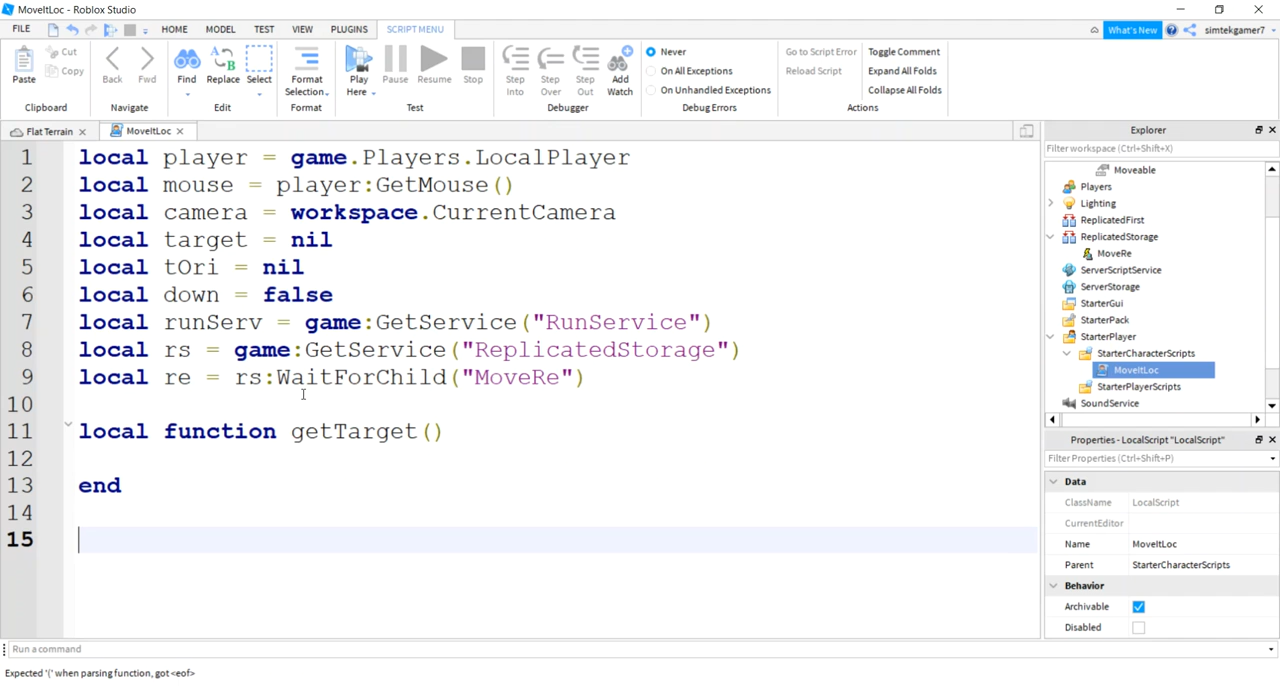 MoveItLoc - Roblox Studio
FILE HOME MODEL TEST VIEW PLUGINS SCRIPT MENU What's New simtekgamer7
Paste Cut Copy Back Fwd Find Replace Select Format Selection Play Here Pause Resume Stop Step Into Step Over Step Out Add Watch Never On All Exceptions On Unhandled Exceptions Go to Script Error Reload Script Toggle Comment Expand All Folds Collapse All Folds
Clipboard Navigate Edit Format Test Debugger Debug Errors Actions
Flat Terrain MoveItLoc
1 local player = game.Players.LocalPlayer
2 local mouse = player:GetMouse()
3 local camera = workspace.CurrentCamera
4 local target = nil
5 local tOri = nil
6 local down = false
7 local runServ = game:GetService("RunService")
8 local rs = game:GetService("ReplicatedStorage")
9 local re = rs:WaitForChild("MoveRe")
10
11 local function getTarget()
12
13 end
14
15
Explorer
Filter workspace (Ctrl+Shift+X)
Moveable
Players
Lighting
ReplicatedFirst
ReplicatedStorage
MoveRe
ServerScriptService
ServerStorage
StarterGui
StarterPack
StarterPlayer
StarterCharacterScripts
MoveItLoc
StarterPlayerScripts
SoundService
Properties - LocalScript "LocalScript"
Filter Properties (Ctrl+Shift+P)
Data
ClassName LocalScript
CurrentEditor
Name MoveItLoc
Parent StarterCharacterScripts
Behavior
Archivable
Disabled
Run a command
Expected '(' when parsing function, got <eof>